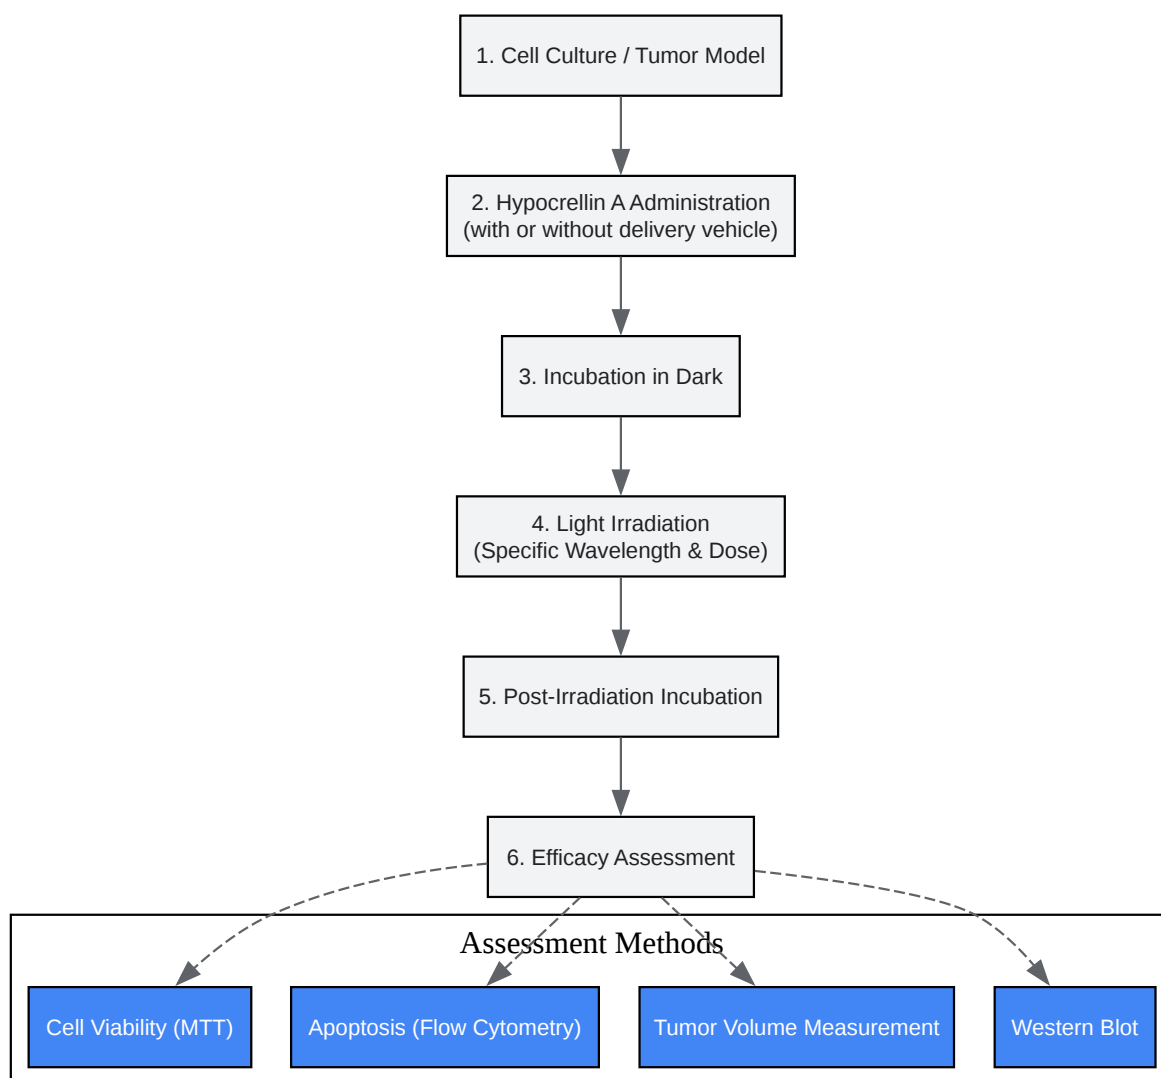 1. Cell Culture / Tumor Model
2. Hypocrellin A Administration
(with or without delivery vehicle)
3. Incubation in Dark
4. Light Irradiation
(Specific Wavelength & Dose)
5. Post-Irradiation Incubation
6. Efficacy Assessment
Assessment Methods
Cell Viability (MTT)
Apoptosis (Flow Cytometry)
Tumor Volume Measurement
Western Blot